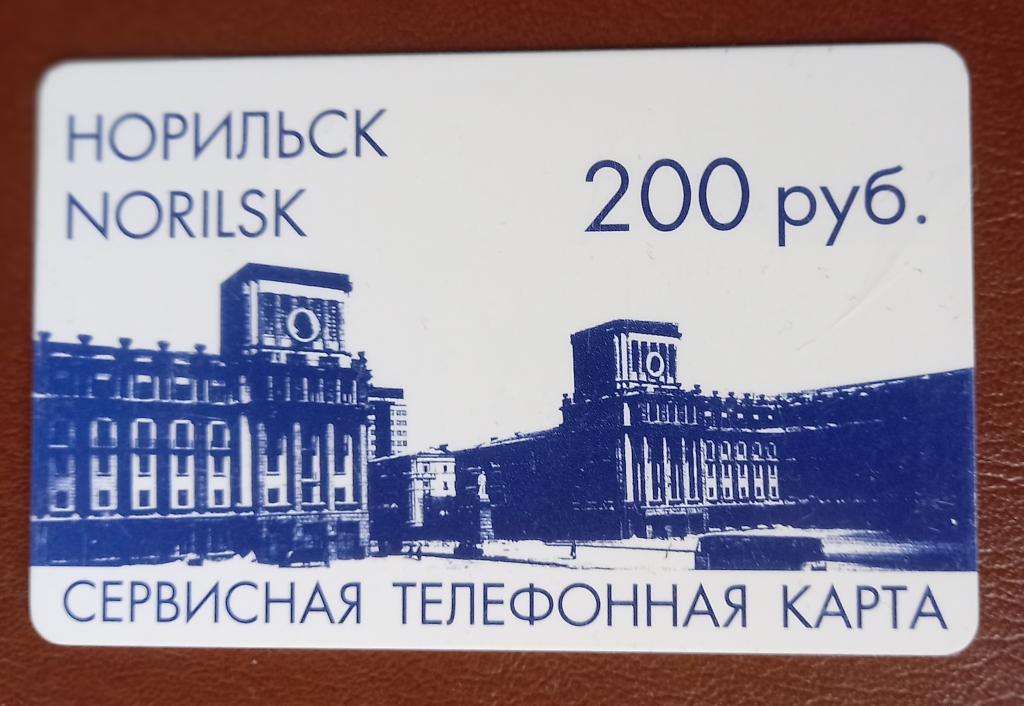 НОРИЛЬСК
NORILSK
200 руб.
СЕРВИСНАЯ ТЕЛЕФОННАЯ КАРТА